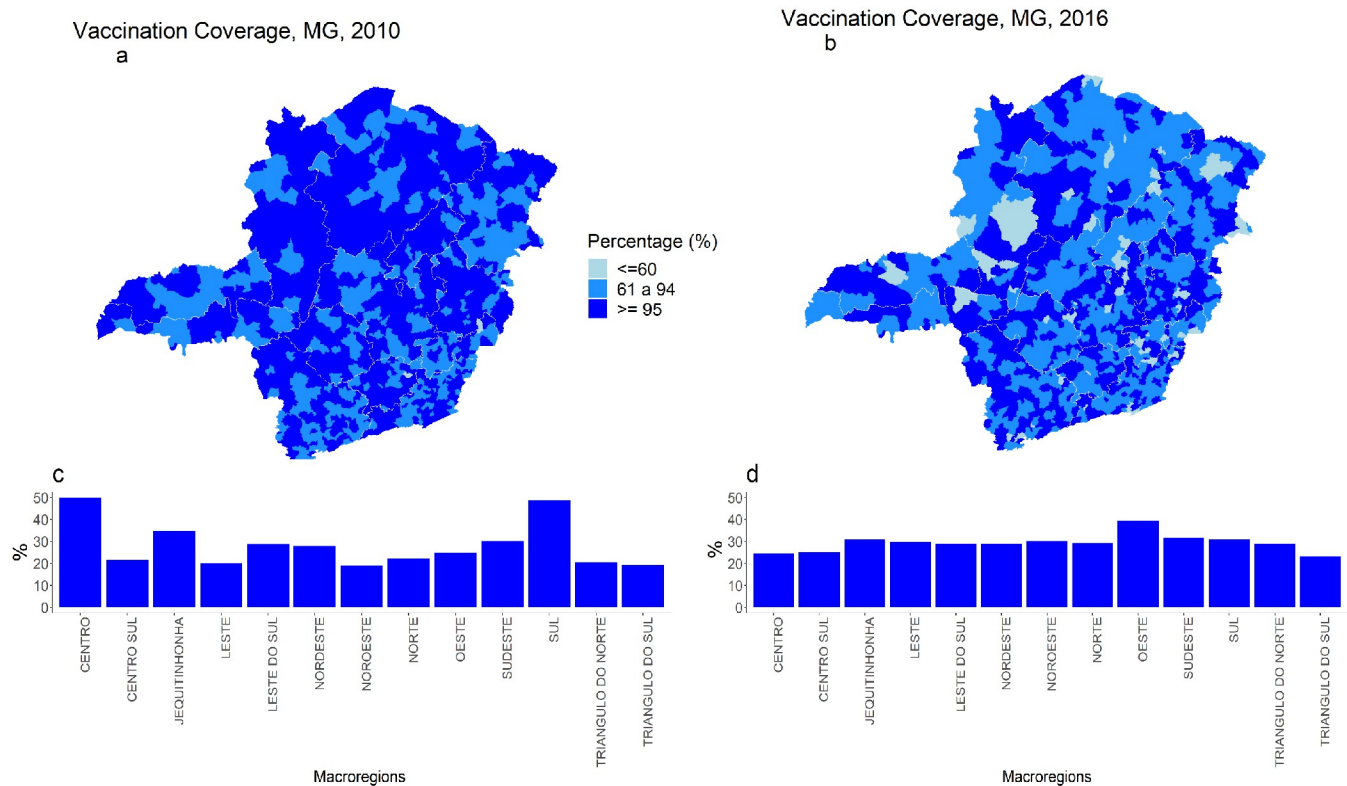 Vaccination Coverage, MG, 2010
a
Vaccination Coverage, MG, 2016
b
Percentage (%)
<=60
61 a 94
>= 95
c
%
50
40
30
20
10
0
CENTRO
CENTRO SUL
JEQUITINHONHA
LESTE
LESTE DO SUL
NORDESTE
NOROESTE
NORTE
OESTE
SUDESTE
SUL
TRIANGULO DO NORTE
TRIANGULO DO SUL
Macroregions
d
%
50
40
30
20
10
0
CENTRO
CENTRO SUL
JEQUITINHONHA
LESTE
LESTE DO SUL
NORDESTE
NOROESTE
NORTE
OESTE
SUDESTE
SUL
TRIANGULO DO NORTE
TRIANGULO DO SUL
Macroregions